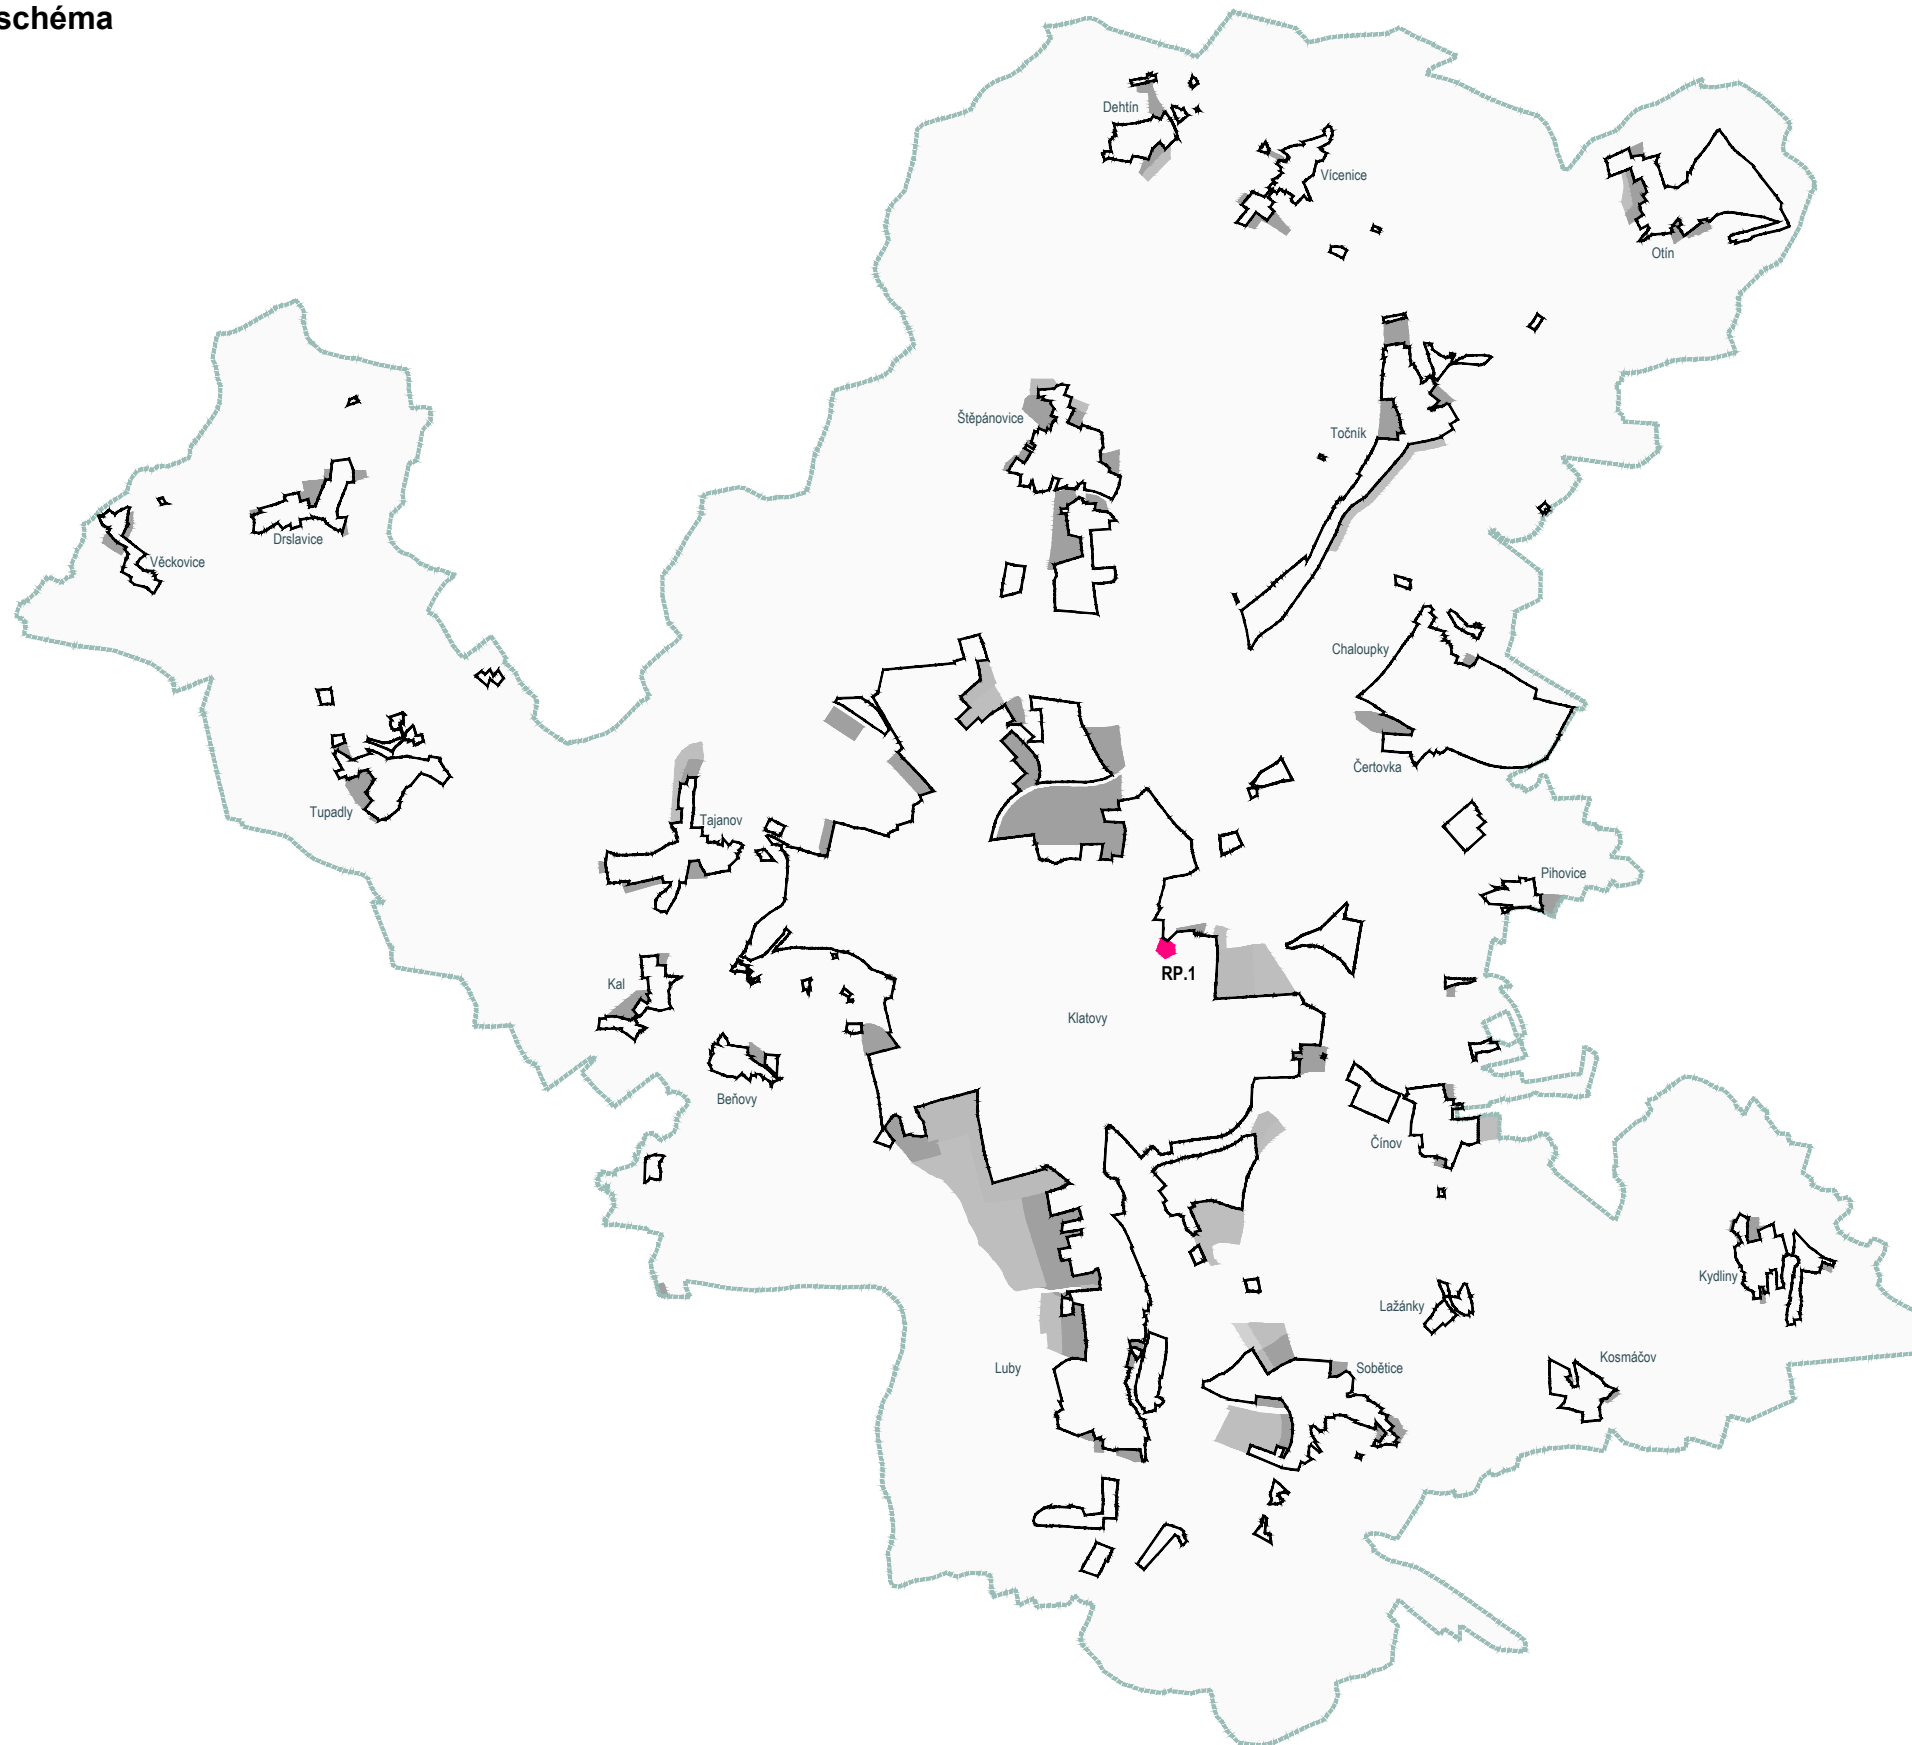 schéma
Dehtín
Vícenice
Otín
Štěpánovice
Točník
Drslavice
Věckovice
Chaloupky
Čertovka
Tupadly
Tajanov
Pihovice
RP.1
Kal
Klatovy
Beňovy
Čínov
Kydliny
Lažánky
Kosmáčov
Luby
Sobětice